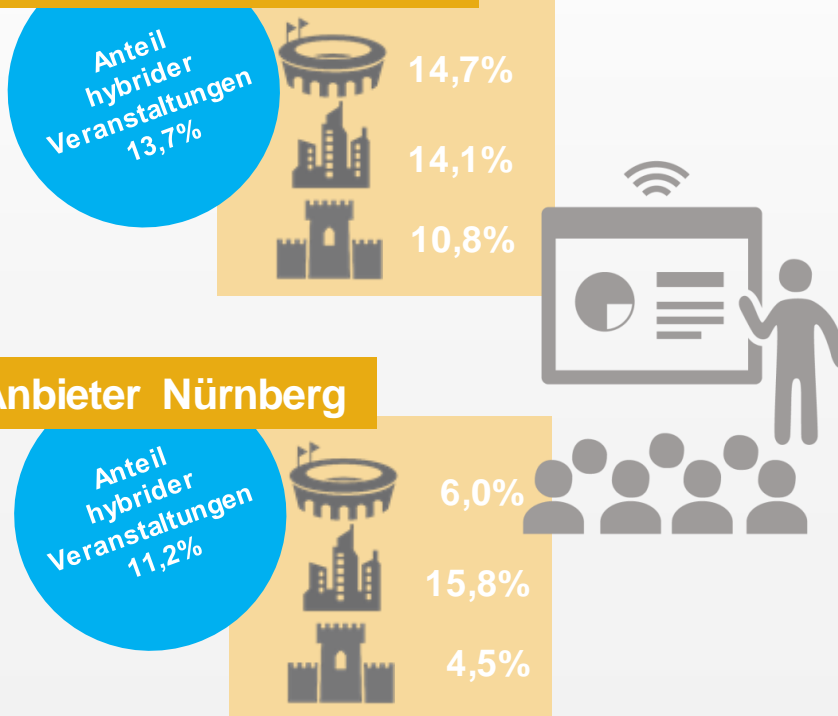 Anteil
hybrider
Veranstaltungen
13,7%
14,7%
14,1%
10,8%
Anbieter Nürnberg
Anteil
hybrider
Veranstaltungen
11,2%
6,0%
15,8%
4,5%